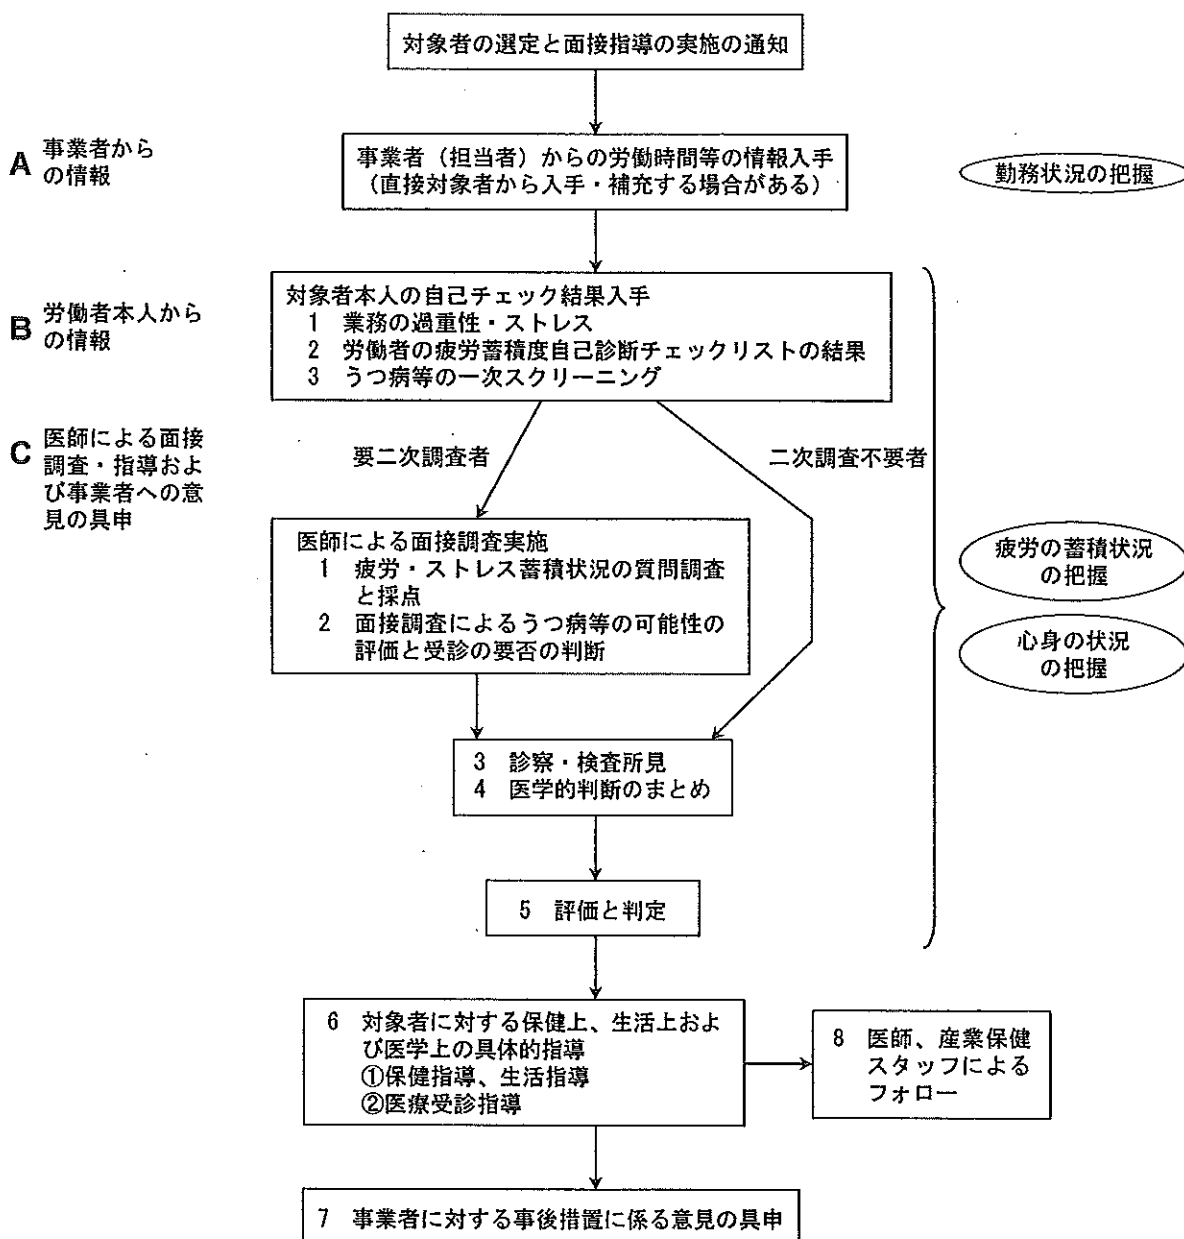 対象者の選定と面接指導の実施の通知
A 事業者から
の情報
事業者（担当者）からの労働時間等の情報入手
（直接対象者から入手・補充する場合がある）
勤務状況の把握
B 労働者本人から
の情報
対象者本人の自己チェック結果入手
1 業務の過重性・ストレス
2 労働者の疲労蓄積度自己診断チェックリストの結果
3 うつ病等の一次スクリーニング
C 医師による面接
調査・指導およ
び事業者への意
見の具申
要二次調査者
二次調査不要者
医師による面接調査実施
1 疲労・ストレス蓄積状況の質問調査
と採点
2 面接調査によるうつ病等の可能性の
評価と受診の要否の判断
疲労の蓄積状況
の把握
心身の状況
の把握
3 診察・検査所見
4 医学的判断のまとめ
5 評価と判定
6 対象者に対する保健上、生活上およ
び医学上の具体的指導
①保健指導、生活指導
②医療受診指導
8 医師、産業保健
スタッフによる
フォロー
7 事業者に対する事後措置に係る意見の具申